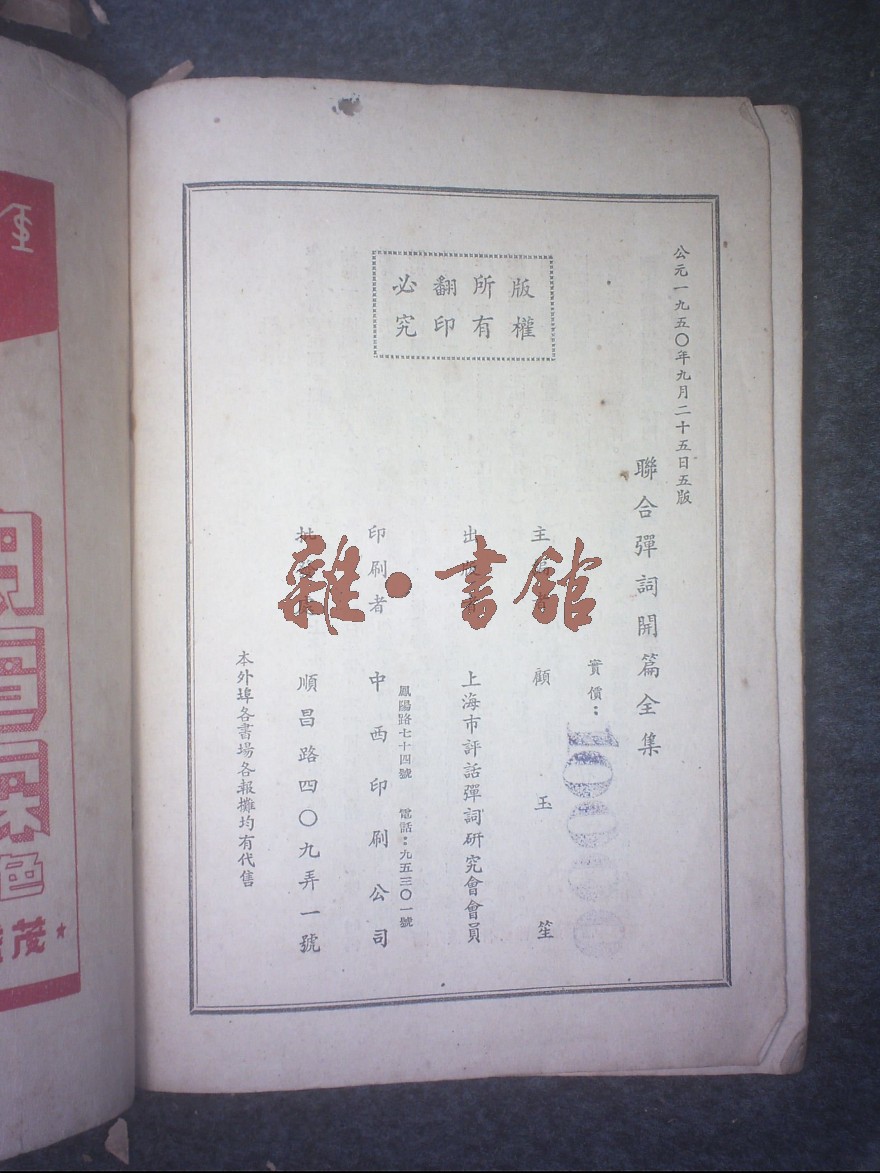 公元一九五〇年九月二十五日五版
版權
所有
翻印
必究
聯合彈詞開篇全集
實價：10000
主 顧玉笙
出 上海市評話彈詞研究會會員
印刷者 中西印刷公司
鳳陽路七十四號 電話：九五三〇一號
批 順昌路四〇九弄一號
本外埠各書場各報攤均有代售
雜·書館
色
茂